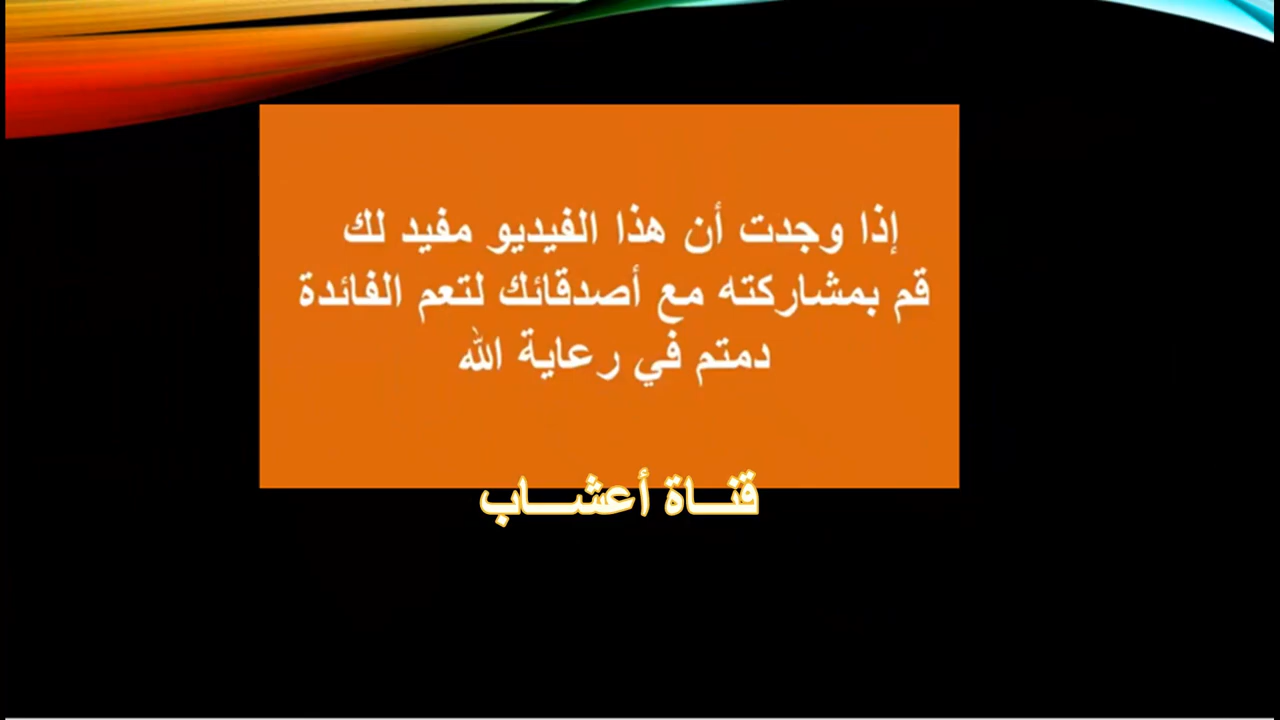 إذا وجدت أن هذا الفيديو مفيد لك
قم بمشاركته مع أصدقائك لتعم الفائدة
دمتم في رعاية الله
قنـــاة أعشـــاب